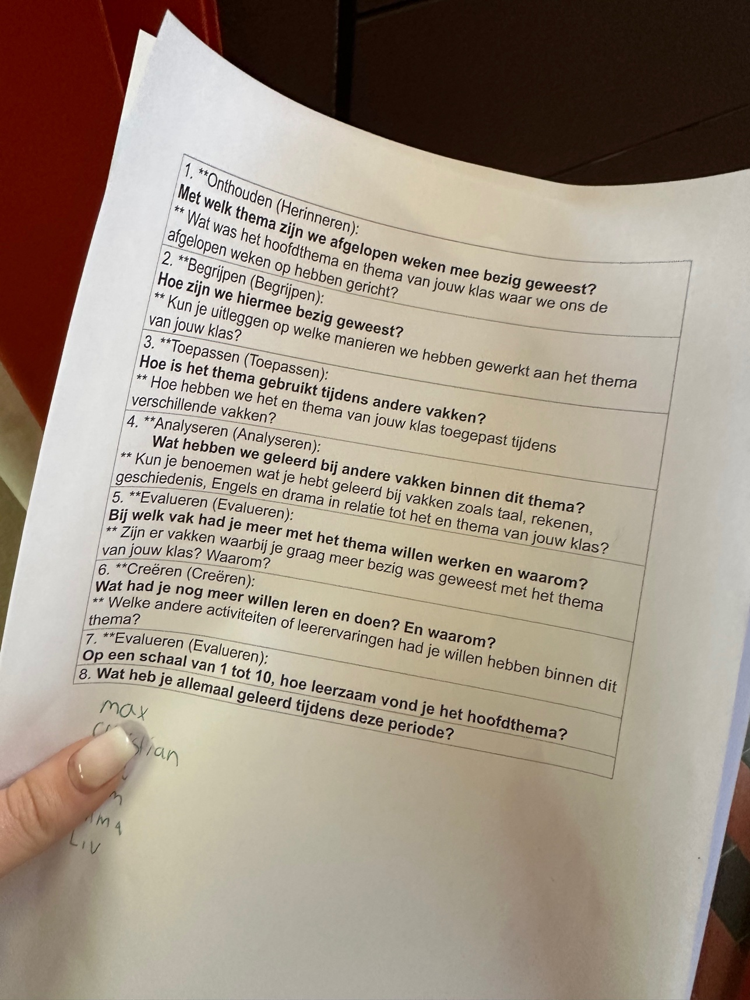 1. **Onthouden (Herinneren):
Met welk thema zijn we afgelopen weken mee bezig geweest?
** Wat was het hoofdthema en thema van jouw klas waar we ons de
afgelopen weken op hebben gericht?
2. **Begrijpen (Begrijpen):
Hoe zijn we hiermee bezig geweest?
** Kun je uitleggen op welke manieren we hebben gewerkt aan het thema
van jouw klas?
3. **Toepassen (Toepassen):
Hoe is het thema gebruikt tijdens andere vakken?
** Hoe hebben we het en thema van jouw klas toegepast tijdens
verschillende vakken?
4. **Analyseren (Analyseren):
Wat hebben we geleerd bij andere vakken binnen dit thema?
** Kun je benoemen wat je hebt geleerd bij vakken zoals taal, rekenen,
geschiedenis, Engels en drama in relatie tot het en thema van jouw klas?
5. **Evalueren (Evalueren):
Bij welk vak had je meer met het thema willen werken en waarom?
** Zijn er vakken waarbij je graag meer bezig was geweest met het thema
van jouw klas? Waarom?
6. **Creëren (Creëren):
Wat had je nog meer willen leren en doen? En waarom?
** Welke andere activiteiten of leerervaringen had je willen hebben binnen dit
thema?
7. **Evalueren (Evalueren):
Op een schaal van 1 tot 10, hoe leerzaam vond je het hoofdthema?
8. Wat heb je allemaal geleerd tijdens deze periode?
max
Liv